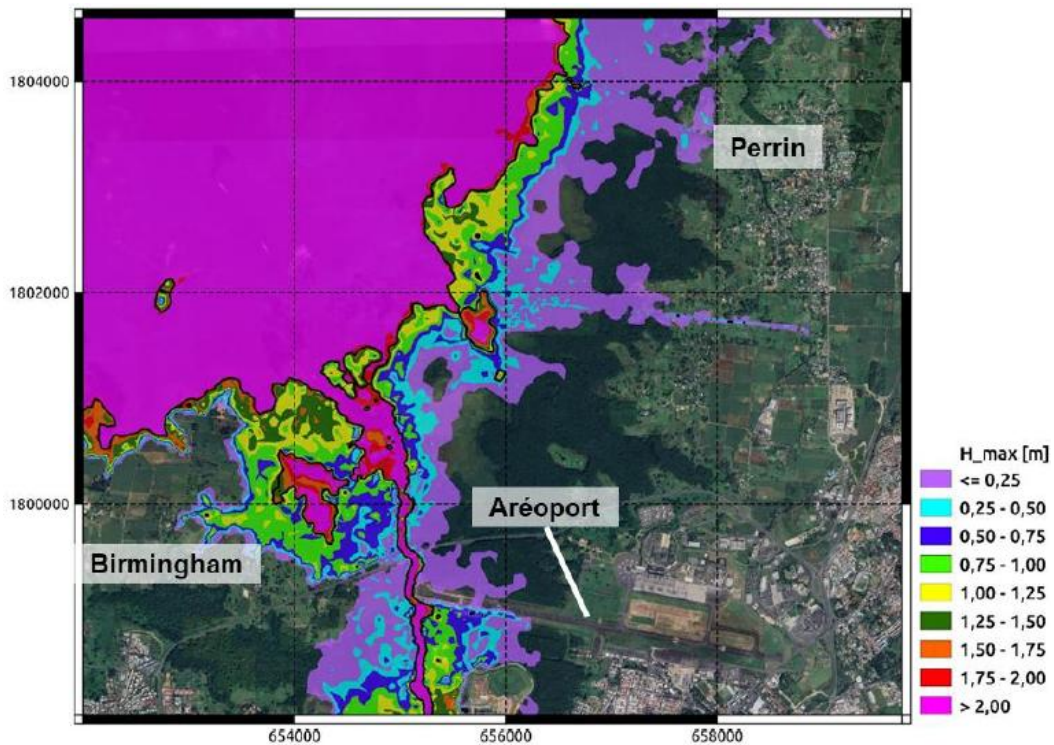 1804000
Perrin
1802000
1800000
Aréoport
Birmingham
654000
656000
658000
H_max [m]
<= 0,25
0,25 - 0,50
0,50 - 0,75
0,75 - 1,00
1,00 - 1,25
1,25 - 1,50
1,50 - 1,75
1,75 - 2,00
> 2,00